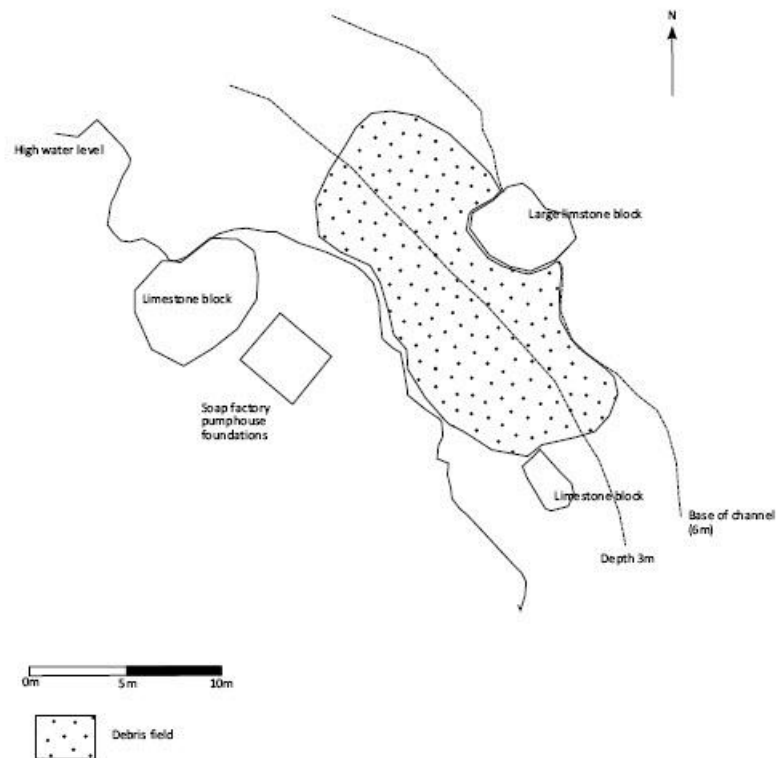 N
High water level
Large limstone block
Limestone block
Soap factory
pumphouse
foundations
Limestone block
Base of channel
(6m)
Depth 3m
0m 5m 10m
Debris field